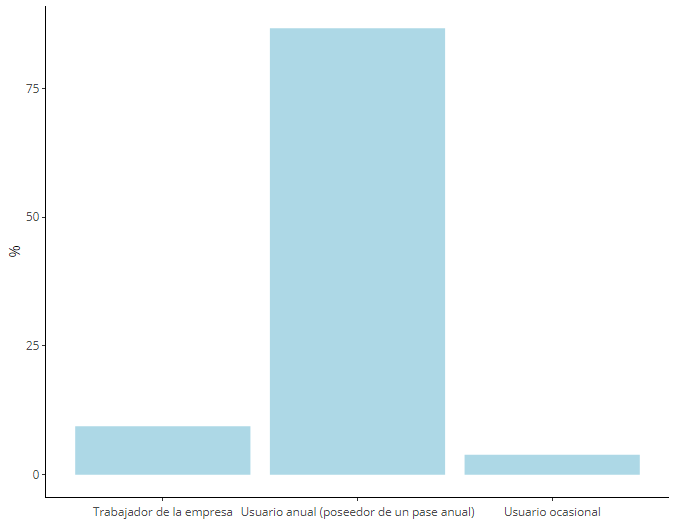 75
50
%
25
0
Trabajador de la empresa
Usuario anual (poseedor de un pase anual)
Usuario ocasional